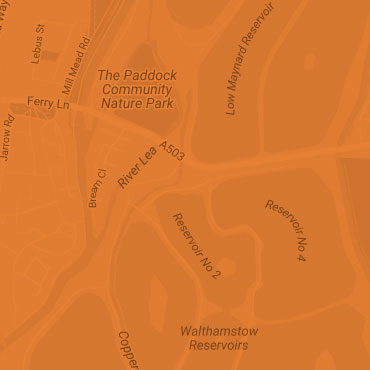 Way
Lebus St
Mill Mead Rd
Low Maynard Reservoir
The Paddock
Community
Nature Park
Ferry Ln
Jarrow Rd
A503
River Lea
Bream Cl
Reservoir No 2
Reservoir No 4
Walthamstow
Reservoirs
Copper